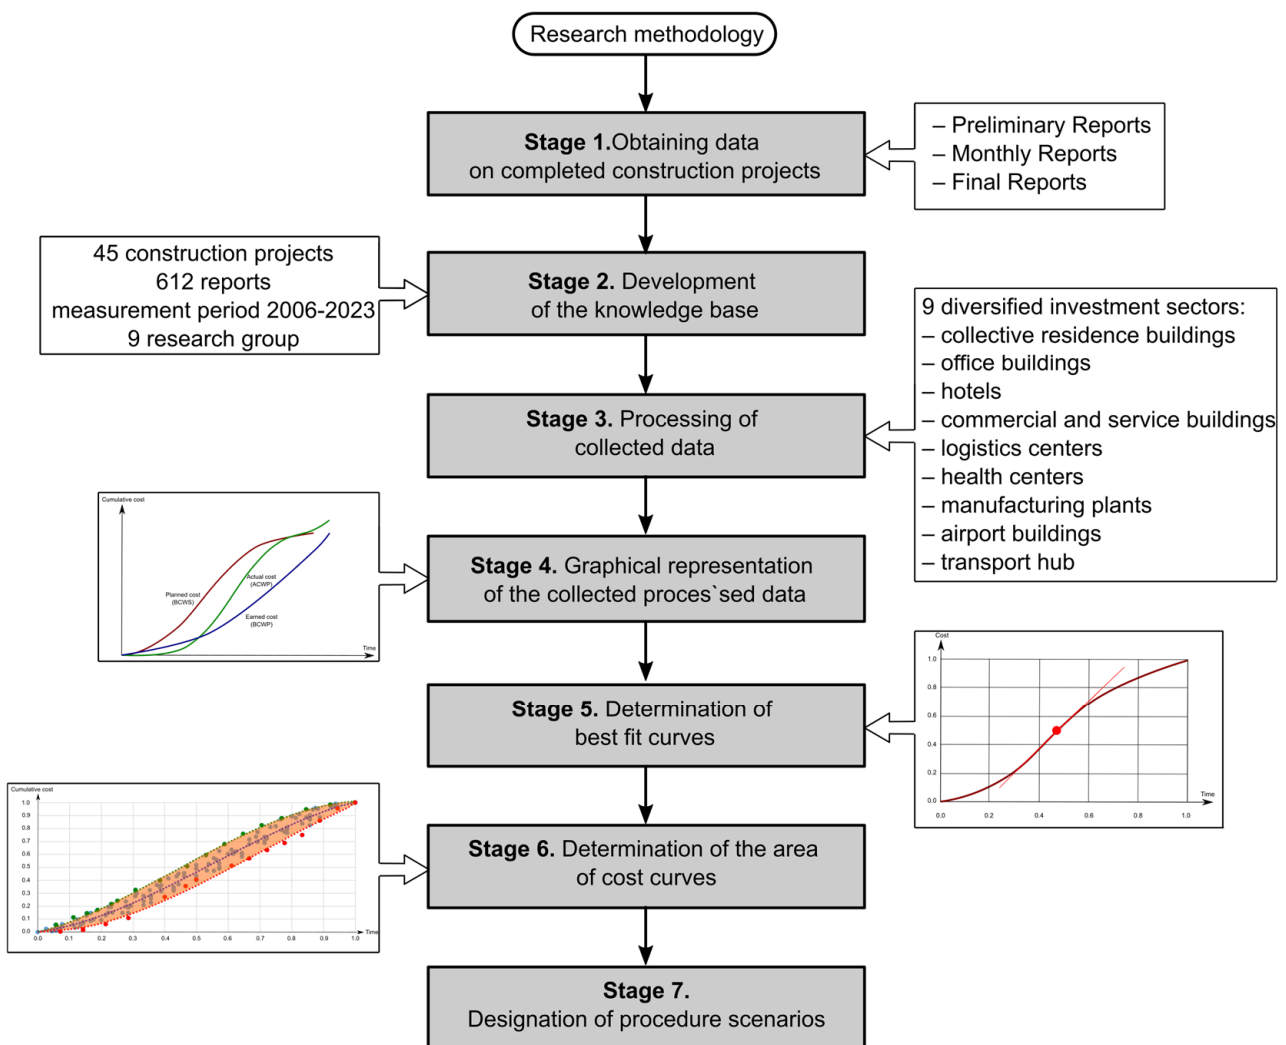 Research methodology
Stage 1.Obtaining data
on completed construction projects
– Preliminary Reports
– Monthly Reports
– Final Reports
45 construction projects
612 reports
measurement period 2006-2023
9 research group
Stage 2. Development
of the knowledge base
9 diversified investment sectors:
– collective residence buildings
– office buildings
– hotels
– commercial and service buildings
– logistics centers
– health centers
– manufacturing plants
– airport buildings
– transport hub
Stage 3. Processing of
collected data
Cumulative cost
Planned cost
(BCWS)
Actual cost
(ACWP)
Earned cost
(BCWP)
Time
Stage 4. Graphical representation
of the collected proces`sed data
Stage 5. Determination of
best fit curves
Cost
1.0
0.8
0.6
0.4
0.2
0.0
Time
0.0 0.2 0.4 0.6 0.8 1.0
Cumulative cost
1.0
0.9
0.8
0.7
0.6
0.5
0.4
0.3
0.2
0.1
0.0
Time
0.0 0.1 0.2 0.3 0.4 0.5 0.6 0.7 0.8 0.9 1.0
Stage 6. Determination of the area
of cost curves
Stage 7.
Designation of procedure scenarios